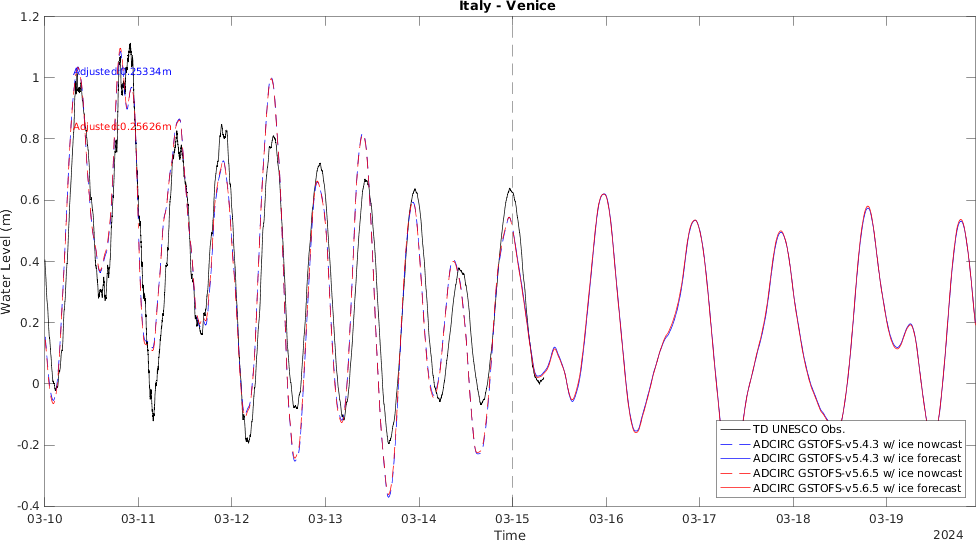 Italy - Venice
1.2
1
0.8
0.6
0.4
0.2
0
-0.2
-0.4
Water Level (m)
Adjusted:0.25334m
Adjusted:0.25626m
TD UNESCO Obs.
ADCIRC GSTOFS-v5.4.3 w/ ice nowcast
ADCIRC GSTOFS-v5.4.3 w/ ice forecast
ADCIRC GSTOFS-v5.6.5 w/ ice nowcast
ADCIRC GSTOFS-v5.6.5 w/ ice forecast
03-10 03-11 03-12 03-13 03-14 03-15 03-16 03-17 03-18 03-19
Time
2024